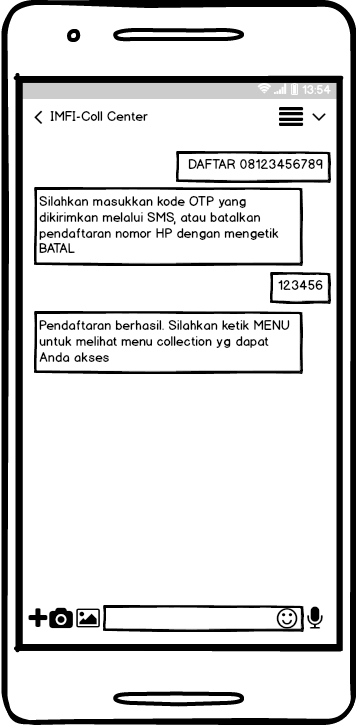 13:54
IMFI-Coll Center
DAFTAR 08123456789
Silahkan masukkan kode OTP yang
dikirimkan melalui SMS, atau batalkan
pendaftaran nomor HP dengan mengetik
BATAL
123456
Pendaftaran berhasil. Silahkan ketik MENU
untuk melihat menu collection yg dapat
Anda akses